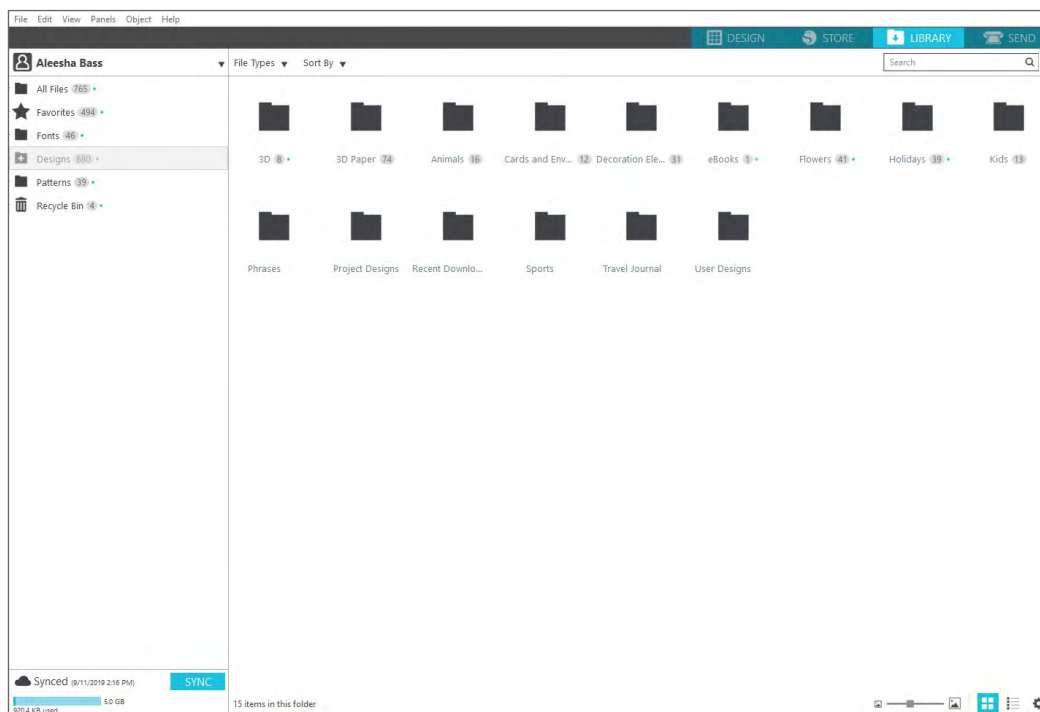 File Edit View Panels Object Help
DESIGN STORE LIBRARY SEND
Aleesha Bass
File Types Sort By Search
All Files 765
Favorites 494
Fonts 46
Designs 680
Patterns 39
Recycle Bin 4
3D 8 3D Paper 74 Animals 16 Cards and Env... 12 Decoration Ele... 31 eBooks 1 Flowers 41 Holidays 39 Kids 13
Phrases Project Designs Recent Downlo... Sports Travel Journal User Designs
Synced (9/11/2019 2:16 PM) SYNC
5.0 GB
920.4 KB used
15 items in this folder